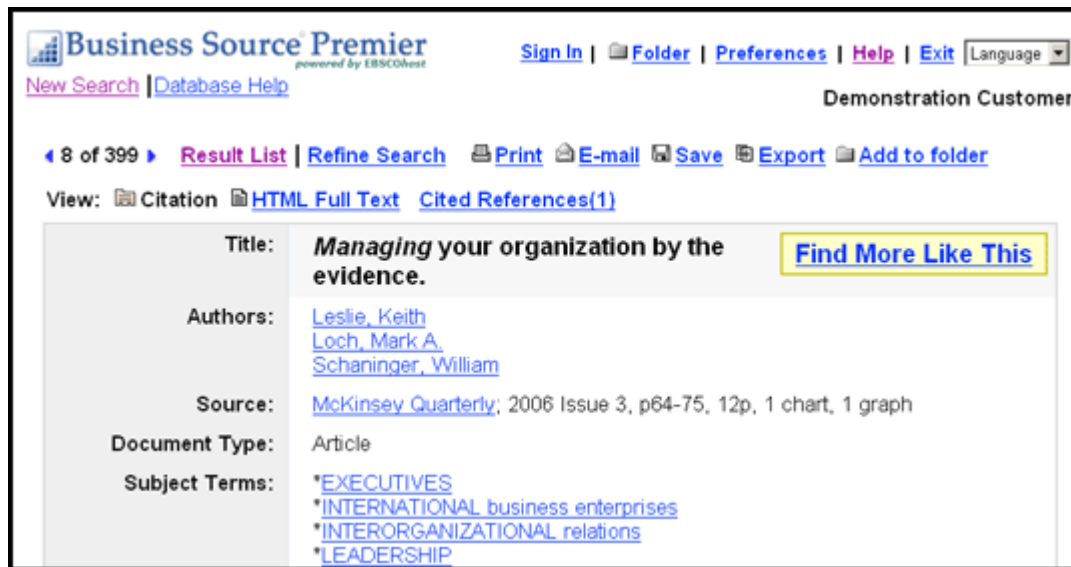 Business Source Premier
powered by EBSCOhost
Sign In | Folder | Preferences | Help | Exit Language
New Search | Database Help
Demonstration Customer
8 of 399 Result List | Refine Search Print E-mail Save Export Add to folder
View: Citation HTML Full Text Cited References(1)
Title: Managing your organization by the evidence. Find More Like This
Authors: Leslie, Keith
Loch, Mark A.
Schaninger, William
Source: McKinsey Quarterly; 2006 Issue 3, p64-75, 12p, 1 chart, 1 graph
Document Type: Article
Subject Terms: *EXECUTIVES
*INTERNATIONAL business enterprises
*INTERORGANIZATIONAL relations
*LEADERSHIP